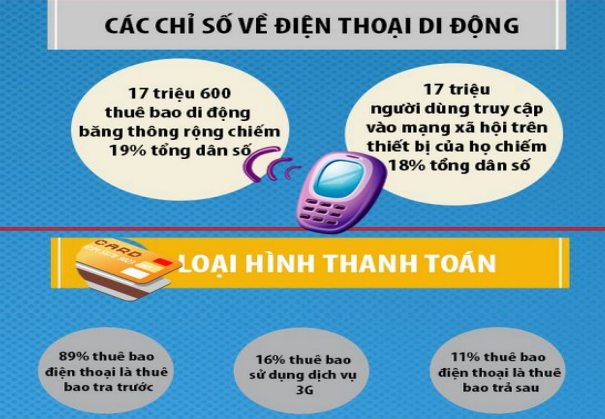 CÁC CHỈ SỐ VỀ ĐIỆN THOẠI DI ĐỘNG
17 triệu 600
thuê bao di động
băng thông rộng chiếm
19% tổng dân số
17 triệu
người dùng truy cập
vào mạng xã hội trên
thiết bị của họ chiếm
18% tổng dân số
CARD
LOẠI HÌNH THANH TOÁN
89% thuê bao
điện thoại là thuê
bao tra trước
16% thuê bao
sử dụng dịch vụ
3G
11% thuê bao
điện thoại là thuê
bao trả sau